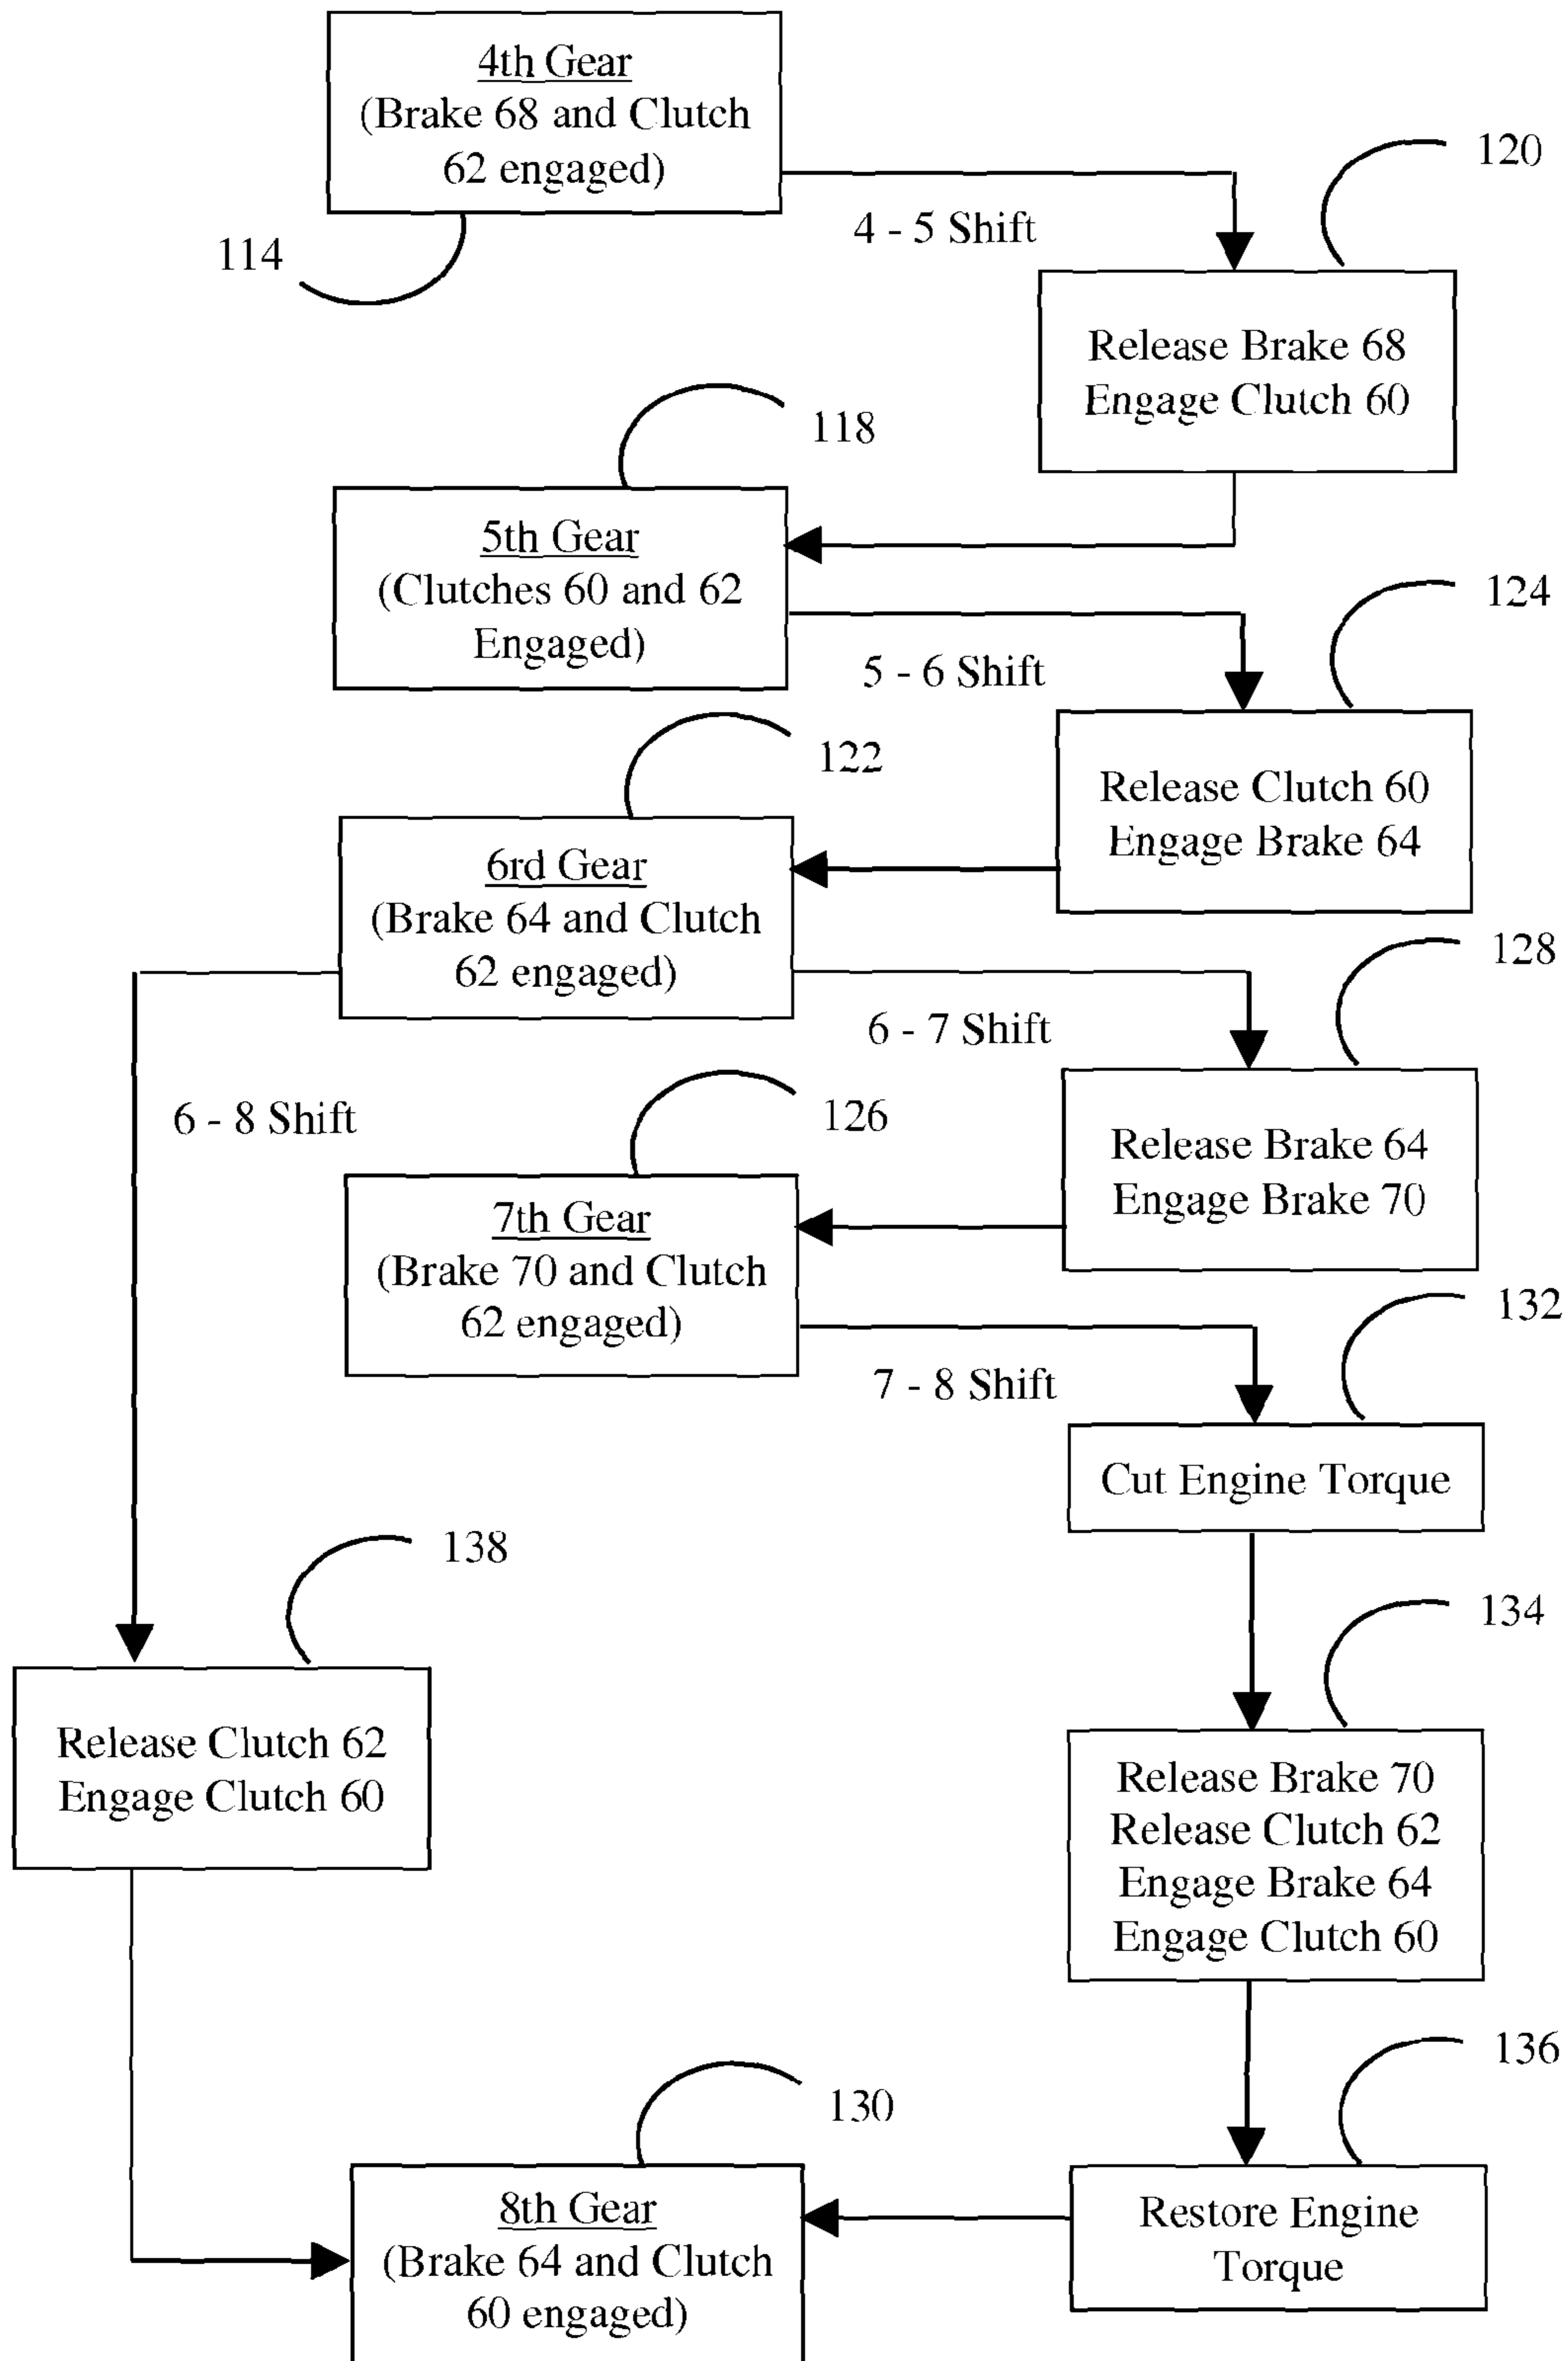 4th Gear
(Brake 68 and Clutch
62 engaged)
114
4 - 5 Shift
120
Release Brake 68
Engage Clutch 60
118
5th Gear
(Clutches 60 and 62
Engaged)
5 - 6 Shift
124
Release Clutch 60
Engage Brake 64
122
6rd Gear
(Brake 64 and Clutch
62 engaged)
6 - 7 Shift
128
6 - 8 Shift
Release Brake 64
Engage Brake 70
126
7th Gear
(Brake 70 and Clutch
62 engaged)
7 - 8 Shift
132
Cut Engine Torque
138
Release Clutch 62
Engage Clutch 60
134
Release Brake 70
Release Clutch 62
Engage Brake 64
Engage Clutch 60
136
Restore Engine
Torque
130
8th Gear
(Brake 64 and Clutch
60 engaged)